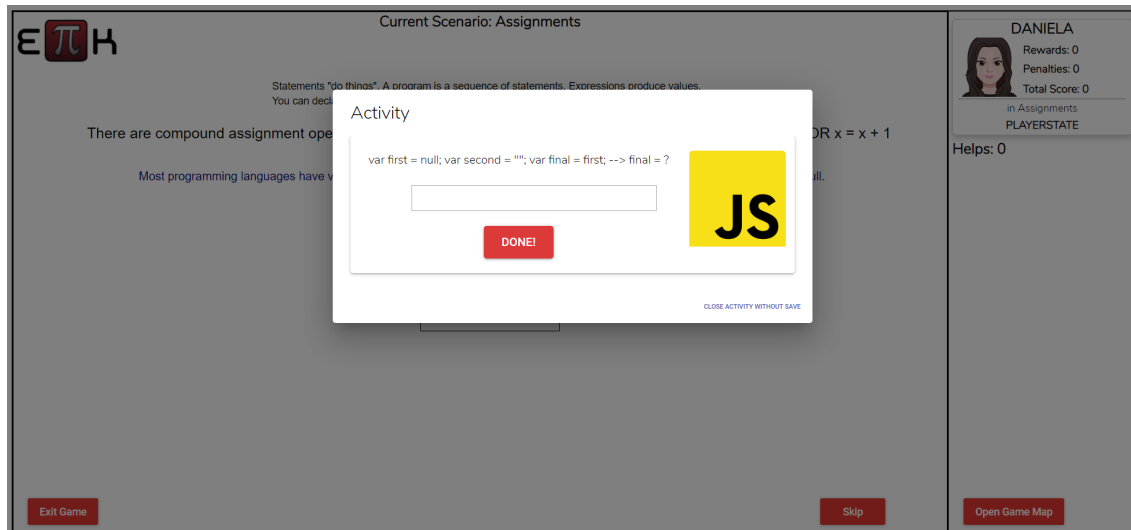 Current Scenario: Assignments
επK
Statements "do things". A program is a sequence of statements. Expressions produce values.
You can decl
There are compound assignment ope
OR x = x + 1
Most programming languages have v
ull.
Activity
var first = null; var second = ""; var final = first; --> final = ?
DONE!
JS
CLOSE ACTIVITY WITHOUT SAVE
Exit Game
Skip
DANIELA
Rewards: 0
Penalties: 0
Total Score: 0
in Assignments
PLAYERSTATE
Helps: 0
Open Game Map